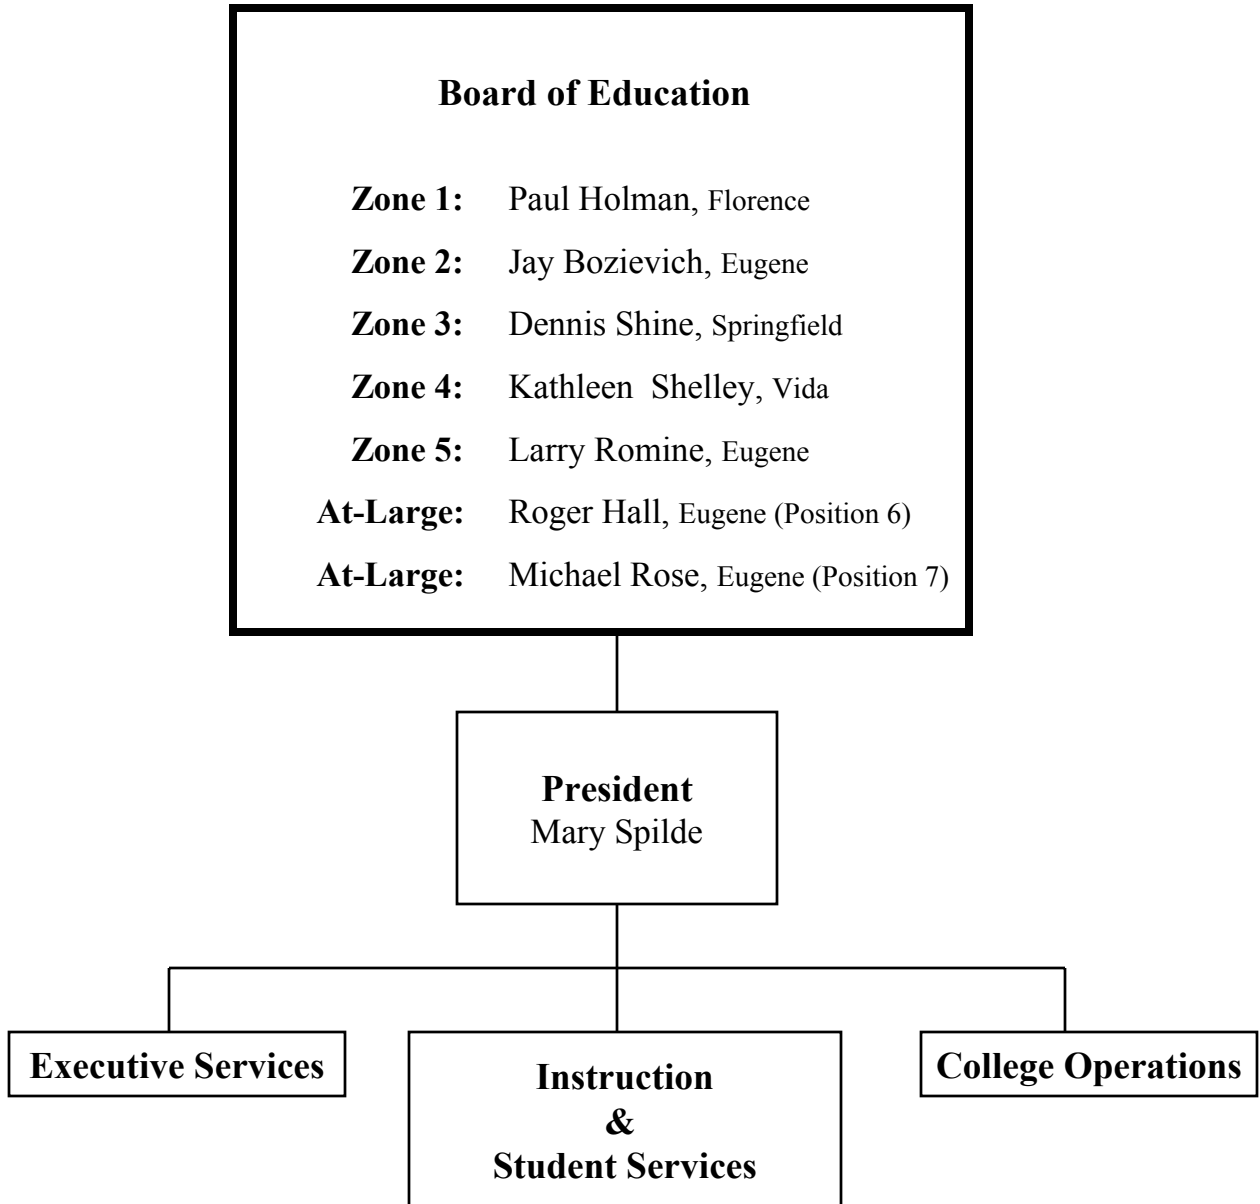 Board of Education
Zone 1: Paul Holman, Florence
Zone 2: Jay Bozievich, Eugene
Zone 3: Dennis Shine, Springfield
Zone 4: Kathleen  Shelley, Vida
Zone 5: Larry Romine, Eugene
At-Large: Roger Hall, Eugene (Position 6)
At-Large: Michael Rose, Eugene (Position 7)
President
Mary Spilde
Executive Services
Instruction
&
Student Services
College Operations